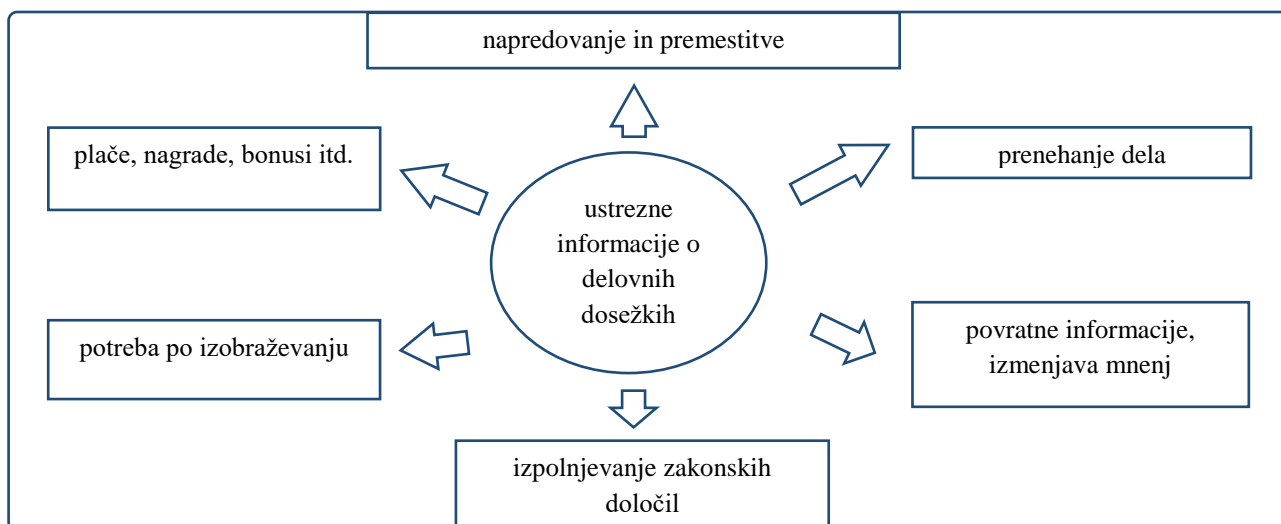 napredovanje in premestitve
plače, nagrade, bonusi itd.
prenehanje dela
ustrezne
informacije o
delovnih
dosežkih
potreba po izobraževanju
povratne informacije,
izmenjava mnenj
izpolnjevanje zakonskih
določil